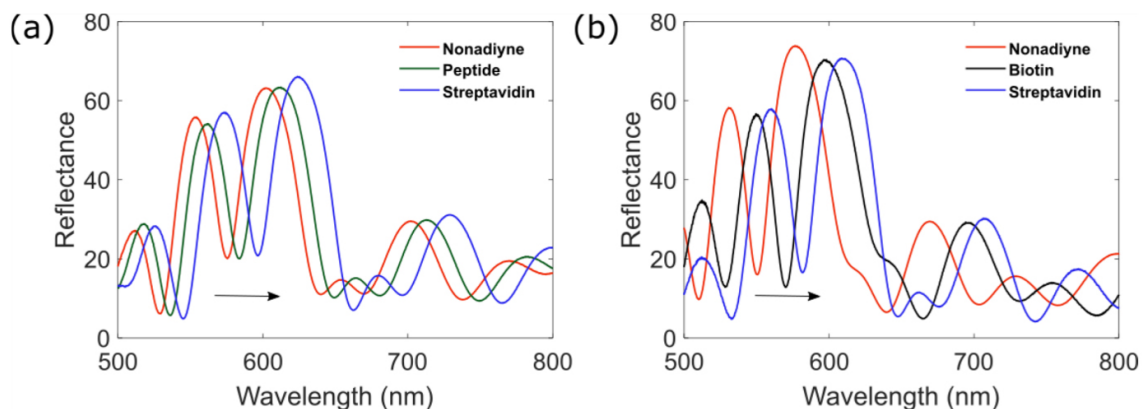 (a)
80
60
40
20
0
Reflectance
Nonadiyne
Peptide
Streptavidin
500 600 700 800
Wavelength (nm)
(b)
80
60
40
20
0
Reflectance
Nonadiyne
Biotin
Streptavidin
500 600 700 800
Wavelength (nm)